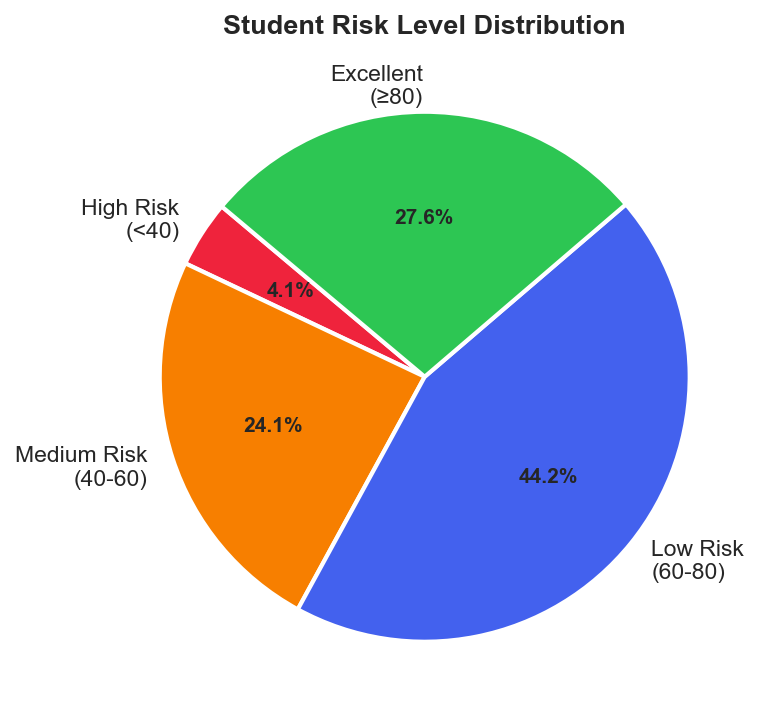 Student Risk Level Distribution
Excellent
(≥80)
27.6%
High Risk
(<40)
4.1%
24.1%
Medium Risk
(40-60)
44.2%
Low Risk
(60-80)